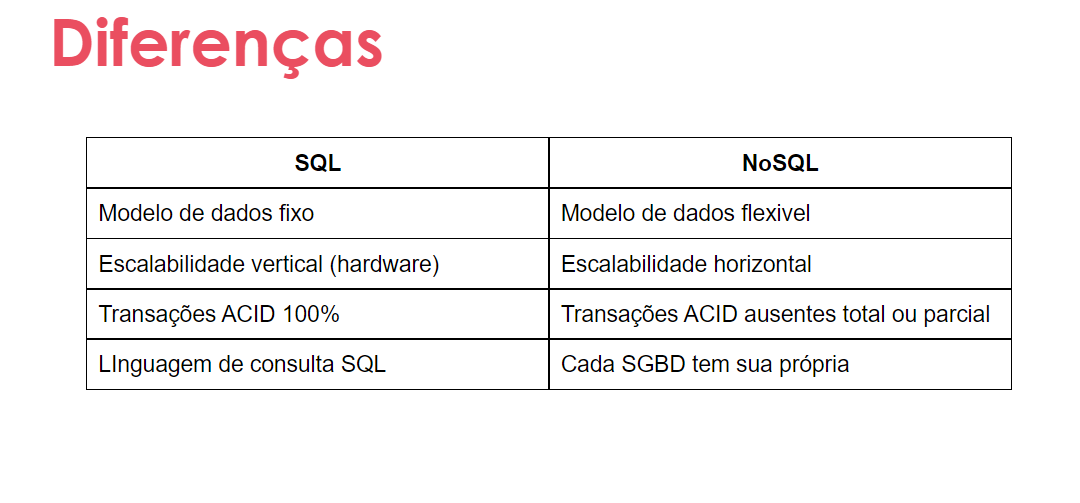 Diferenças
SQL
NoSQL
Modelo de dados fixo
Modelo de dados flexivel
Escalabilidade vertical (hardware)
Escalabilidade horizontal
Transações ACID 100%
Transações ACID ausentes total ou parcial
LInguagem de consulta SQL
Cada SGBD tem sua própria